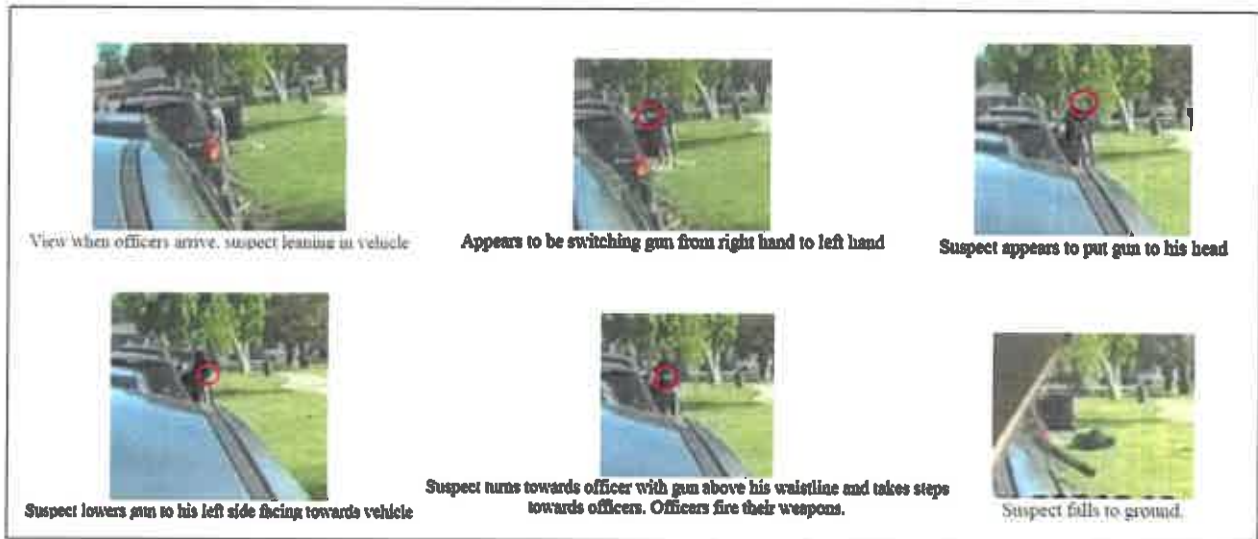 View when officers arrive, suspect leaning in vehicle
Appears to be switching gun from right hand to left hand
Suspect appears to put gun to his head
Suspect lowers gun to his left side facing towards vehicle
Suspect turns towards officer with gun above his waistline and takes steps
towards officers. Officers fire their weapons.
Suspect falls to ground.